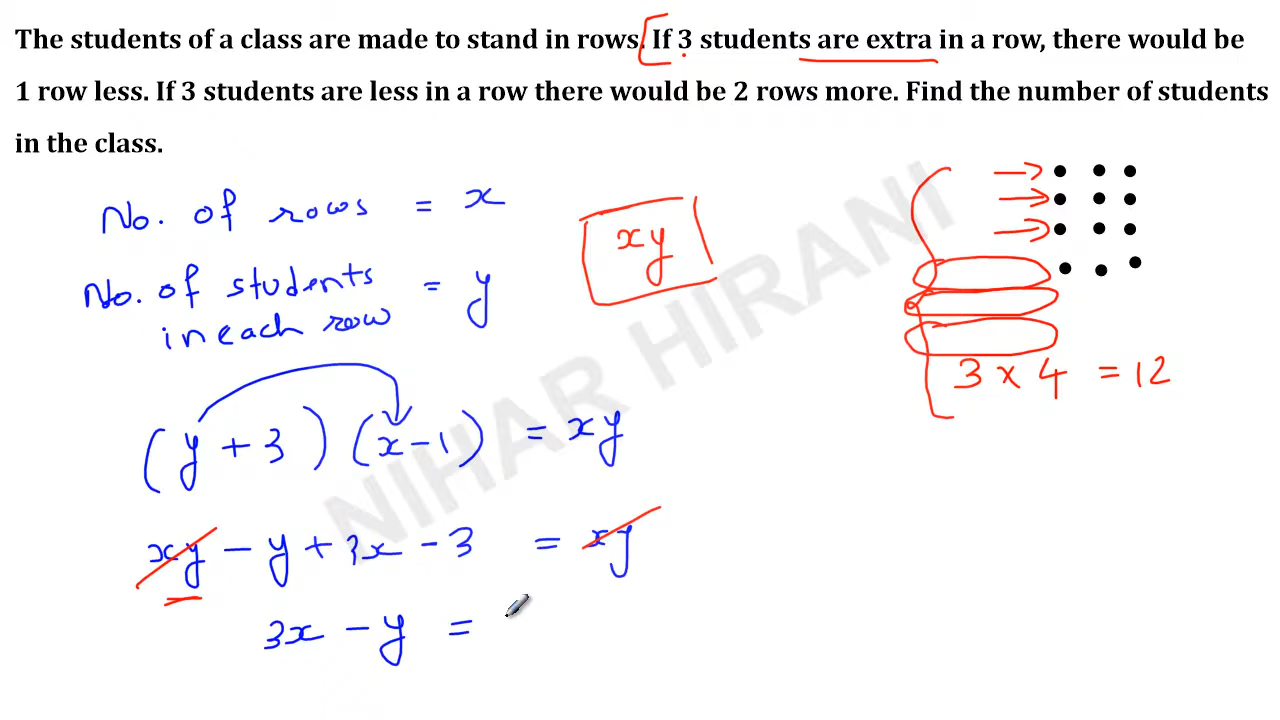 The students of a class are made to stand in rows. If 3 students are extra in a row, there would be
1 row less. If 3 students are less in a row there would be 2 rows more. Find the number of students
in the class.
No. of rows = x
xy
No. of students
in each row = y
3 x 4 = 12
(y + 3) (x - 1) = xy
xy - y + 3x - 3 = xy
3x - y =
NIHAR HIRANI